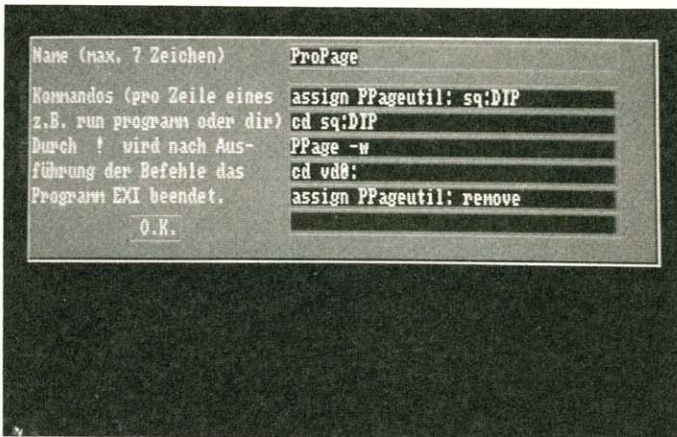 Name (max. 7 Zeichen) ProPage
Kommandos (pro Zeile eines assign PPageutil: sq:DIP
z.B. run programm oder dir) cd sq:DIP
Durch ! wird nach Aus- PPage -w
führung der Befehle das cd vd0:
Programm EXI beendet. assign PPageutil: remove
O.K.